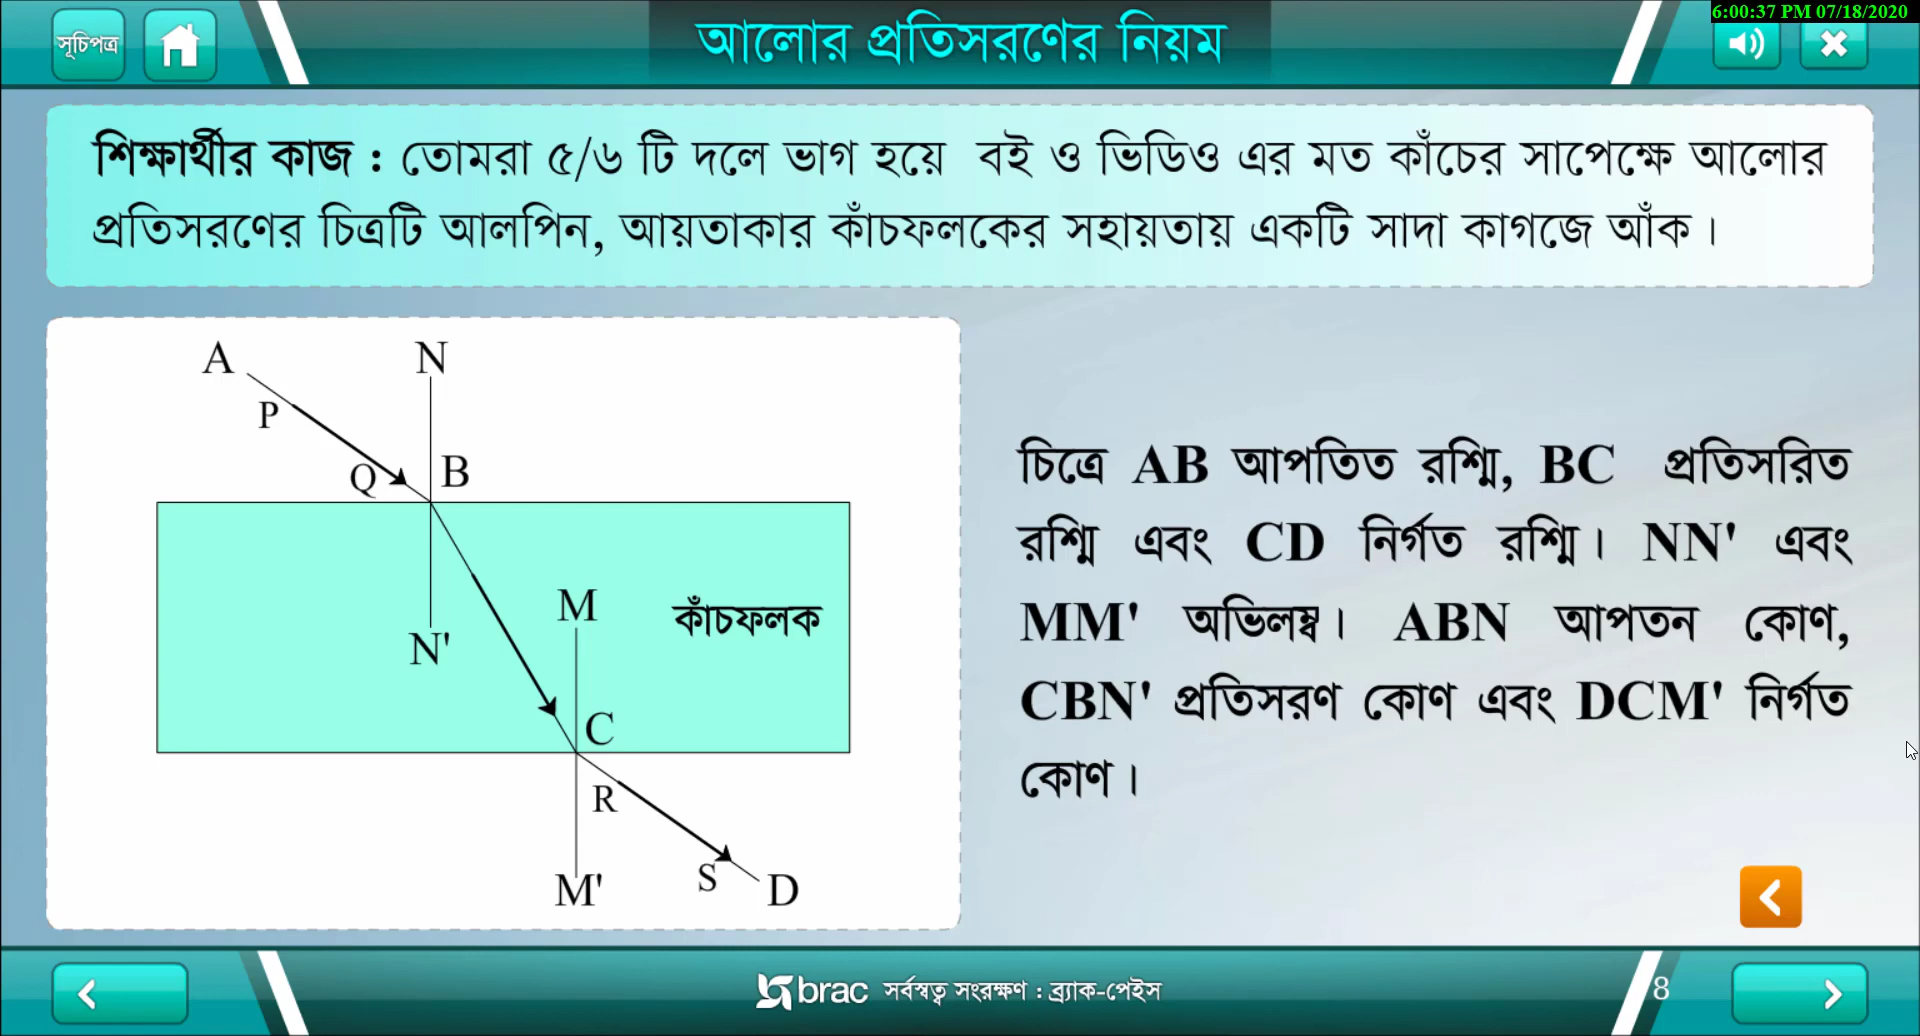 6:00:37 PM 07/18/2020
সূচিপত্র
আলোর প্রতিসরণের নিয়ম
শিক্ষার্থীর কাজ : তোমরা ৫/৬ টি দলে ভাগ হয়ে বই ও ভিডিও এর মত কাঁচের সাপেক্ষে আলোর
প্রতিসরণের চিত্রটি আলপিন, আয়তাকার কাঁচফলকের সহায়তায় একটি সাদা কাগজে আঁক।
A
N
P
Q
B
M
কাঁচফলক
N'
C
R
S
M'
D
চিত্রে AB আপতিত রশ্মি, BC প্রতিসরিত
রশ্মি এবং CD নির্গত রশ্মি। NN' এবং
MM' অভিলম্ব। ABN আপতন কোণ,
CBN' প্রতিসরণ কোণ এবং DCM' নির্গত
কোণ।
brac সর্বস্বত্ব সংরক্ষণ : ব্র্যাক-পেইস
8